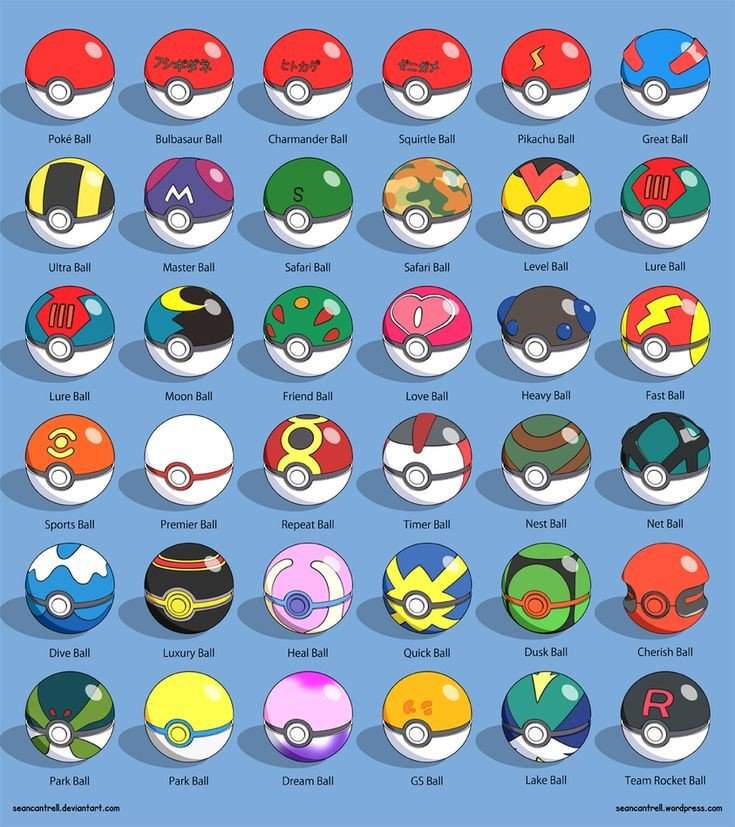 フシギダネ
ヒトカゲ
ゼニガメ
Poké Ball
Bulbasaur Ball
Charmander Ball
Squirtle Ball
Pikachu Ball
Great Ball
M
S
Ultra Ball
Master Ball
Safari Ball
Safari Ball
Level Ball
Lure Ball
Lure Ball
Moon Ball
Friend Ball
Love Ball
Heavy Ball
Fast Ball
Sports Ball
Premier Ball
Repeat Ball
Timer Ball
Nest Ball
Net Ball
Dive Ball
Luxury Ball
Heal Ball
Quick Ball
Dusk Ball
Cherish Ball
GS
R
Park Ball
Park Ball
Dream Ball
GS Ball
Lake Ball
Team Rocket Ball
seancantrell.deviantart.com
seancantrell.wordpress.com